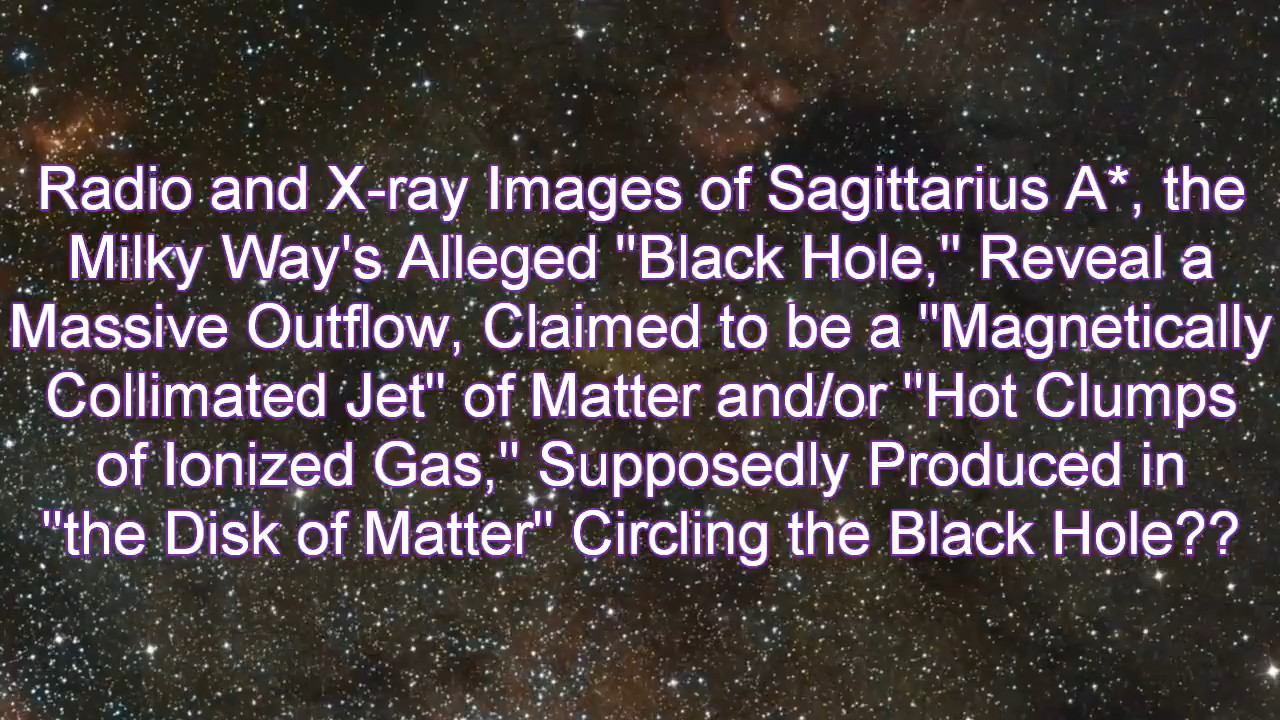 Radio and X-ray Images of Sagittarius A*, the
Milky Way's Alleged "Black Hole," Reveal a
Massive Outflow, Claimed to be a "Magnetically
Collimated Jet" of Matter and/or "Hot Clumps
of Ionized Gas," Supposedly Produced in
"the Disk of Matter" Circling the Black Hole??